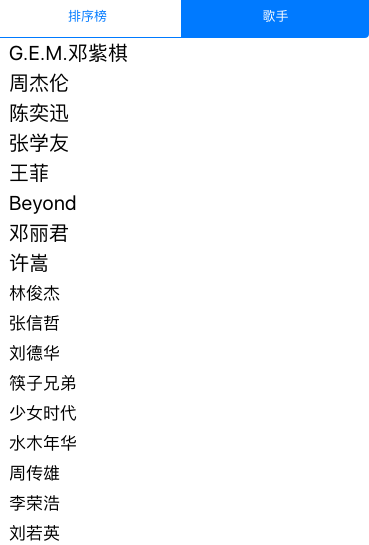 排序榜 歌手
G.E.M.邓紫棋
周杰伦
陈奕迅
张学友
王菲
Beyond
邓丽君
许嵩
林俊杰
张信哲
刘德华
筷子兄弟
少女时代
水木年华
周传雄
李荣浩
刘若英